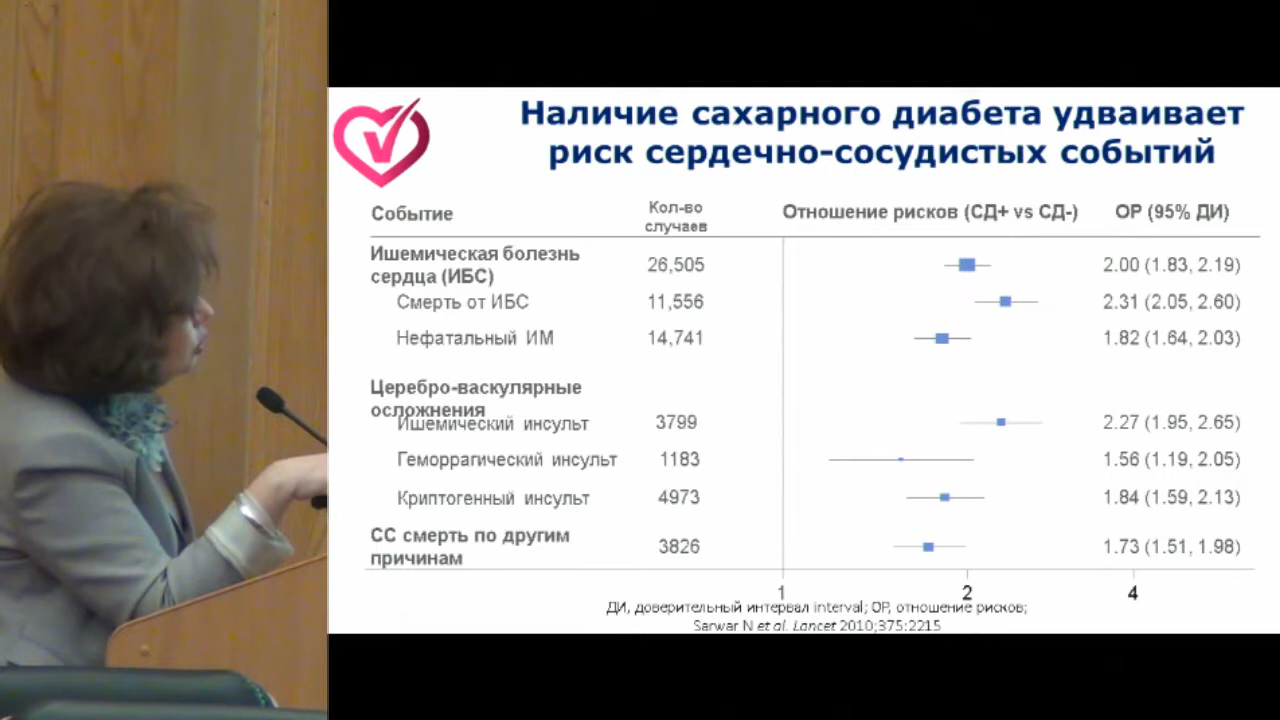 Наличие сахарного диабета удваивает
риск сердечно-сосудистых событий
Событие Кол-во случаев Отношение рисков (СД+ vs СД-) ОР (95% ДИ)
Ишемическая болезнь
сердца (ИБС) 26,505 2.00 (1.83, 2.19)
Смерть от ИБС 11,556 2.31 (2.05, 2.60)
Нефатальный ИМ 14,741 1.82 (1.64, 2.03)
Церебро-васкулярные
осложнения
Ишемический инсульт 3799 2.27 (1.95, 2.65)
Геморрагический инсульт 1183 1.56 (1.19, 2.05)
Криптогенный инсульт 4973 1.84 (1.59, 2.13)
СС смерть по другим
причинам 3826 1.73 (1.51, 1.98)
1 2 4
ДИ, доверительный интервал interval; ОР, отношение рисков;
Sarwar N et al. Lancet 2010;375:2215